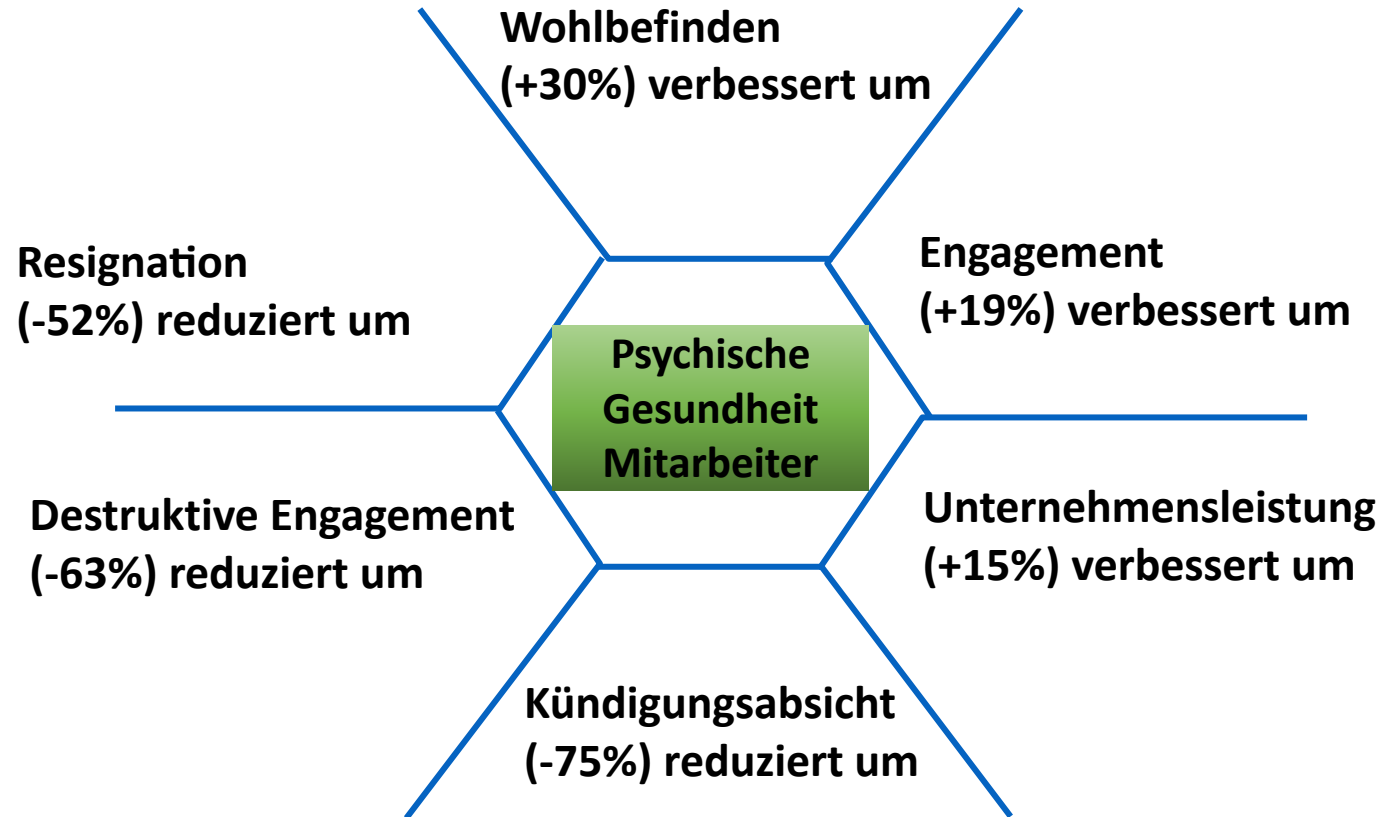 Wohlbefinden
(+30%) verbessert um
Resignation
(-52%) reduziert um
Engagement
(+19%) verbessert um
Psychische
Gesundheit
Mitarbeiter
Destruktive Engagement
(-63%) reduziert um
Unternehmensleistung
(+15%) verbessert um
Kündigungsabsicht
(-75%) reduziert um